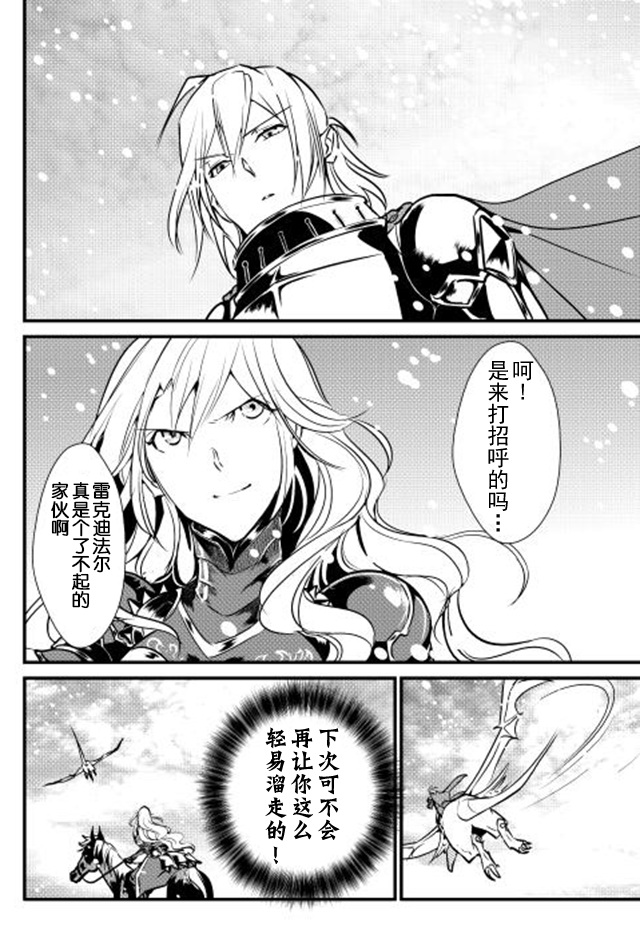 呵！
是来打招呼的吗…
雷克迪法尔
真是个了不起的
家伙啊
下次可不会
再让你这么
轻易溜走的！